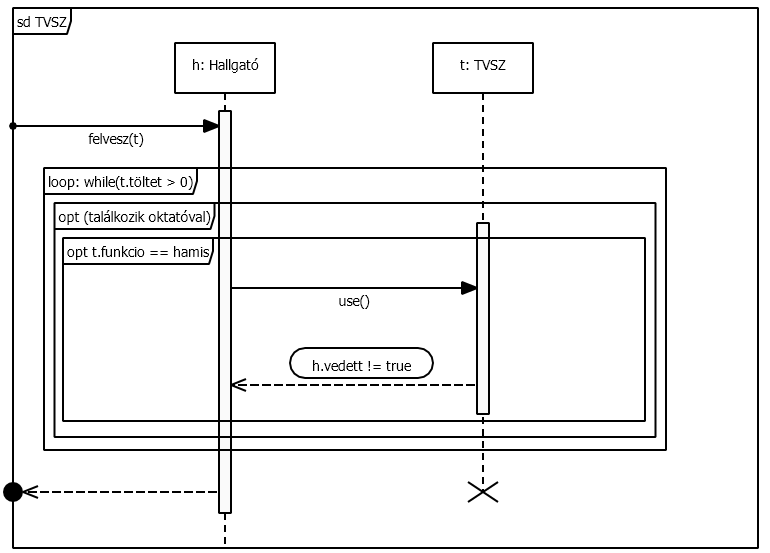 sd TVSZ
h: Hallgató
t: TVSZ
felvesz(t)
loop: while(t.töltet > 0)
opt (találkozik oktatóval)
opt t.funkcio == hamis
use()
h.vedett != true